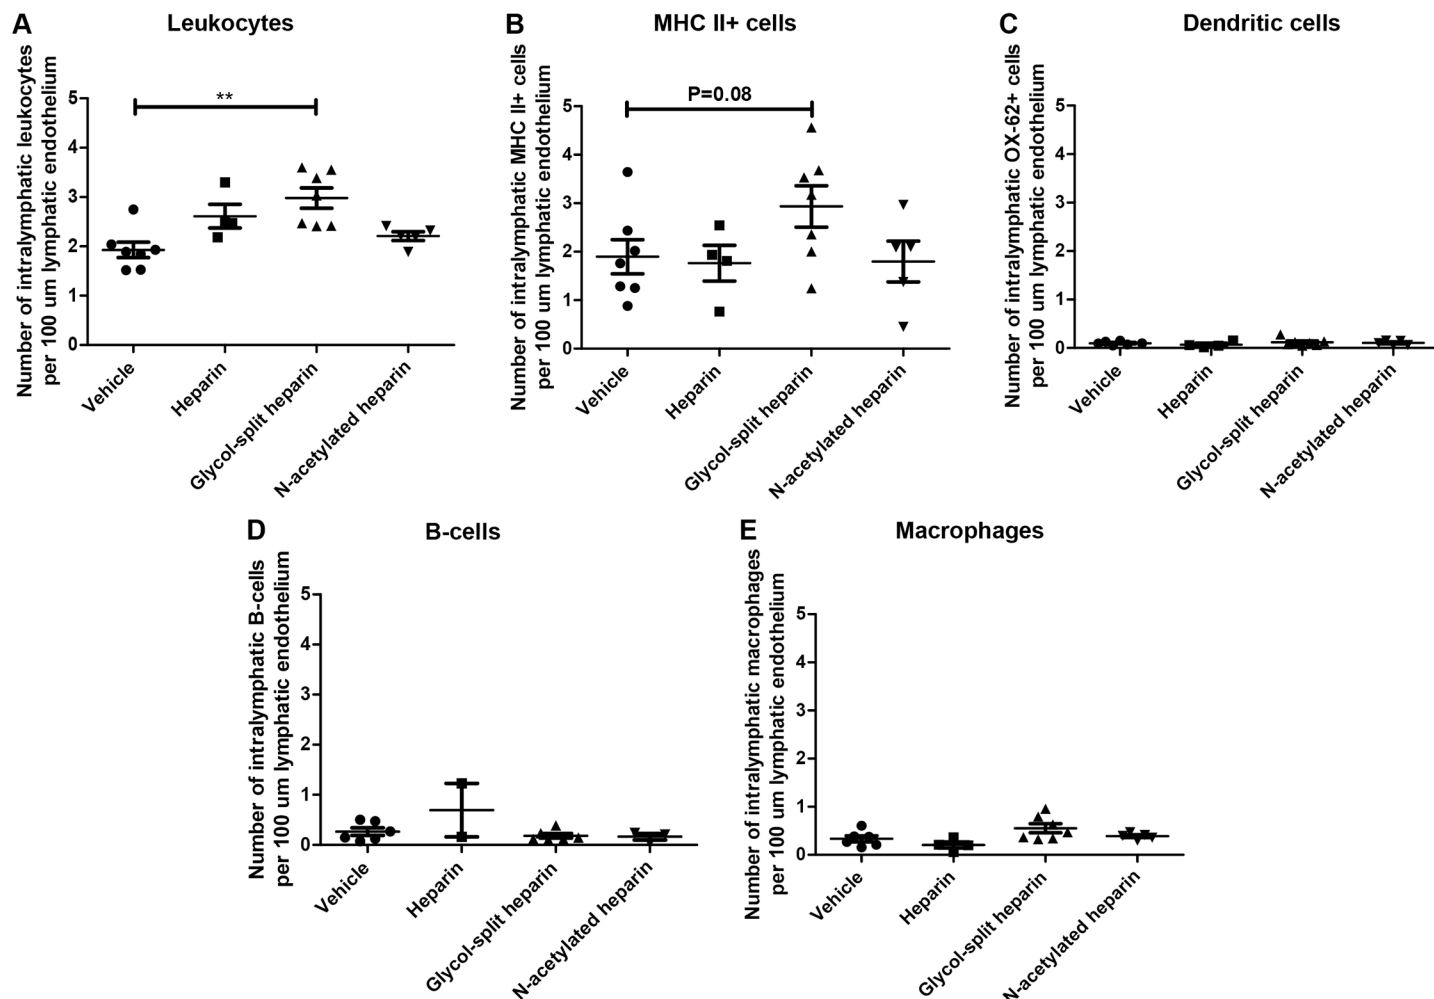 A
Leukocytes
Number of intralymphatic leukocytes
per 100 um lymphatic endothelium
5
4
3
2
1
0
**
Vehicle
Heparin
Glycol-split heparin
N-acetylated heparin
B
MHC II+ cells
Number of intralymphatic MHC II+ cells
per 100 um lymphatic endothelium
5
4
3
2
1
0
P=0.08
Vehicle
Heparin
Glycol-split heparin
N-acetylated heparin
C
Dendritic cells
Number of intralymphatic OX-62+ cells
per 100 um lymphatic endothelium
5
4
3
2
1
0
Vehicle
Heparin
Glycol-split heparin
N-acetylated heparin
D
B-cells
Number of intralymphatic B-cells
per 100 um lymphatic endothelium
5
4
3
2
1
0
Vehicle
Heparin
Glycol-split heparin
N-acetylated heparin
E
Macrophages
Number of intralymphatic macrophages
per 100 um lymphatic endothelium
5
4
3
2
1
0
Vehicle
Heparin
Glycol-split heparin
N-acetylated heparin